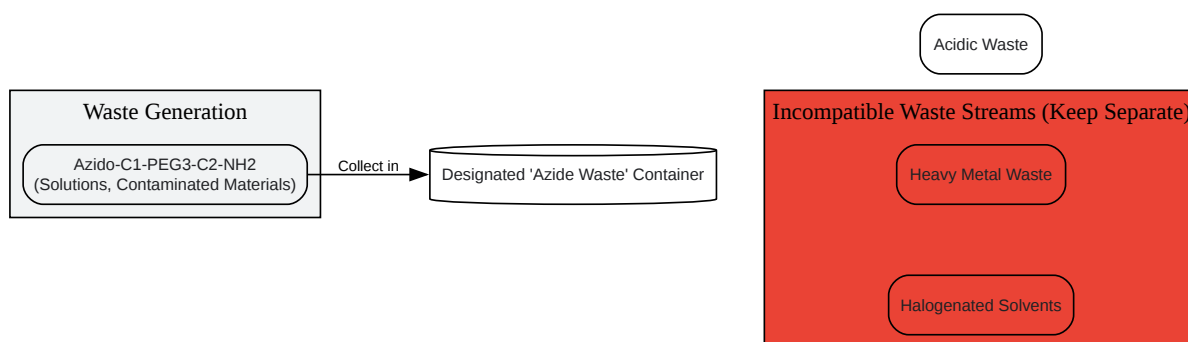 Waste Generation
Azido-C1-PEG3-C2-NH2
(Solutions, Contaminated Materials)
Collect in
Designated 'Azide Waste' Container
Acidic Waste
Incompatible Waste Streams (Keep Separate)
Heavy Metal Waste
Halogenated Solvents